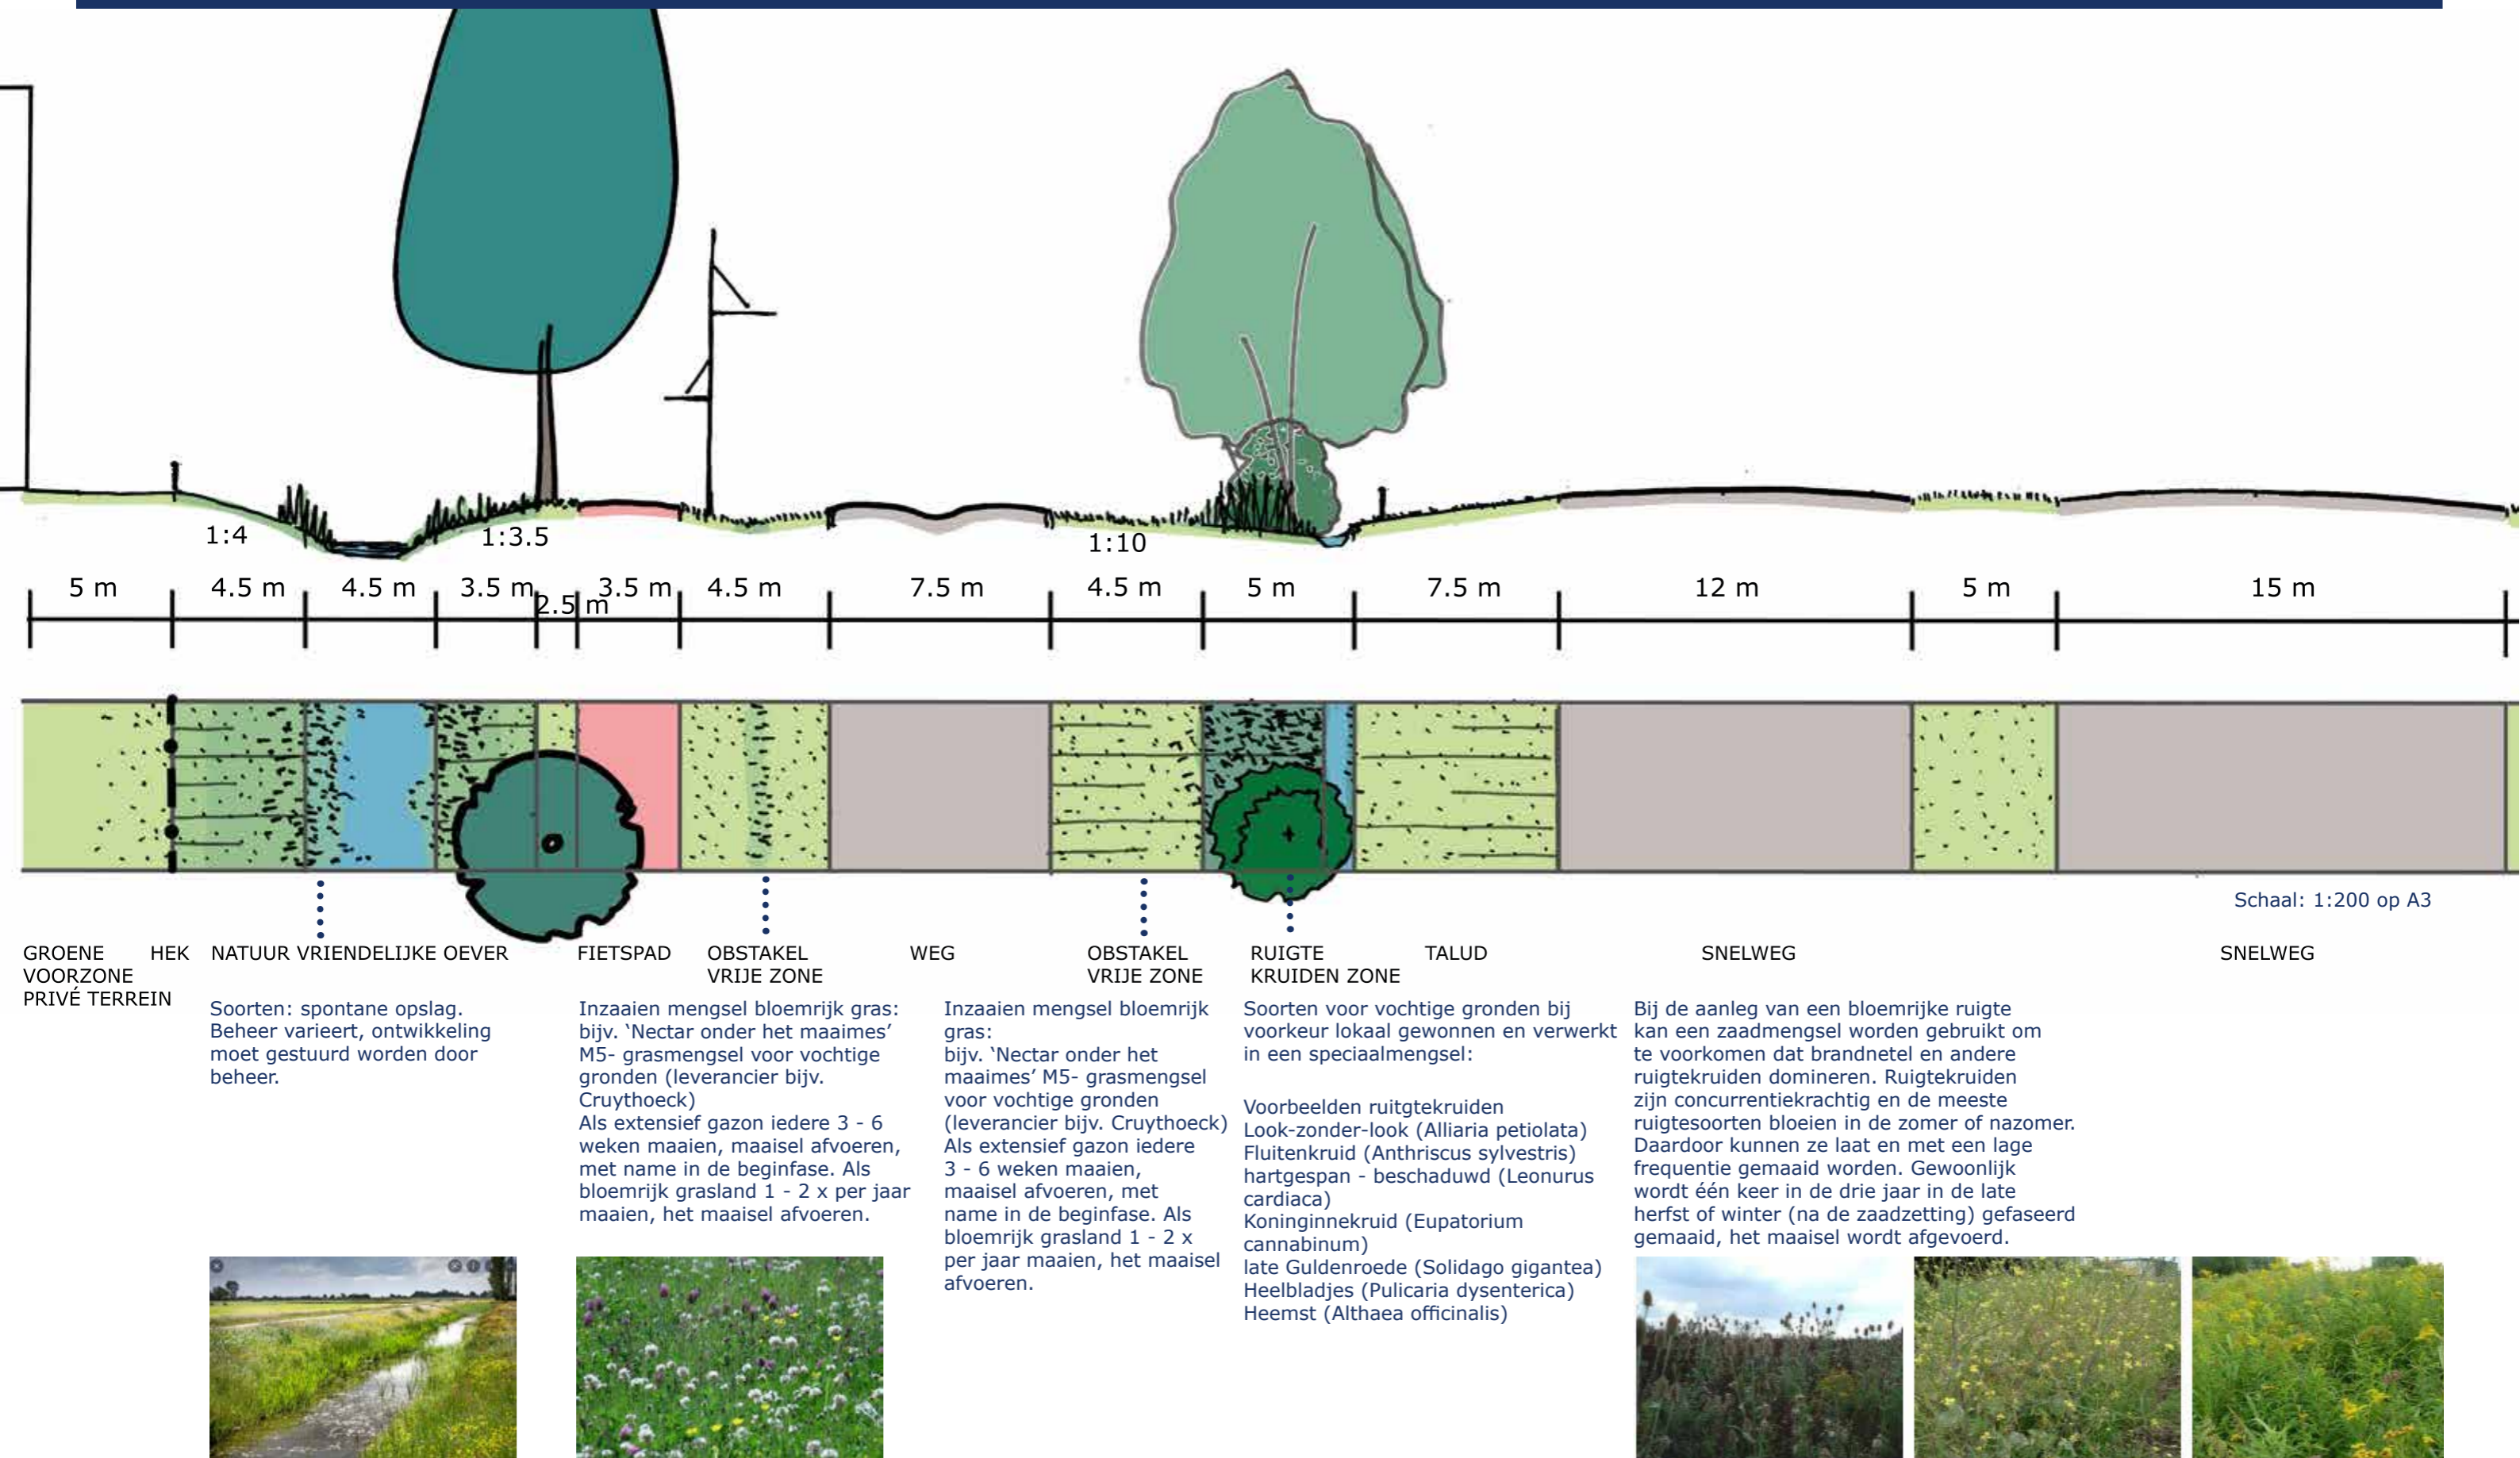 1:4
1:3.5
1:10
5 m
4.5 m
4.5 m
3.5 m
2.5 m
3.5 m
4.5 m
7.5 m
4.5 m
5 m
7.5 m
12 m
5 m
15 m
Schaal: 1:200 op A3
GROENE
VOORZONE
PRIVÉ TERREIN
HEK
NATUUR VRIENDELIJKE OEVER
Soorten: spontane opslag.
Beheer varieert, ontwikkeling
moet gestuurd worden door
beheer.
FIETSPAD
OBSTAKEL
VRIJE ZONE
Inzaaien mengsel bloemrijk gras:
bijv. ‘Nectar onder het maaimes’
M5- grasmengsel voor vochtige
gronden (leverancier bijv.
Cruythoeck)
Als extensief gazon iedere 3 - 6
weken maaien, maaisel afvoeren,
met name in de beginfase. Als
bloemrijk grasland 1 - 2 x per jaar
maaien, het maaisel afvoeren.
WEG
OBSTAKEL
VRIJE ZONE
Inzaaien mengsel bloemrijk
gras:
bijv. ‘Nectar onder het
maaimes’ M5- grasmengsel
voor vochtige gronden
(leverancier bijv. Cruythoeck)
Als extensief gazon iedere
3 - 6 weken maaien,
maaisel afvoeren, met
name in de beginfase. Als
bloemrijk grasland 1 - 2 x
per jaar maaien, het maaisel
afvoeren.
RUIGTE
KRUIDEN ZONE
TALUD
Soorten voor vochtige gronden bij
voorkeur lokaal gewonnen en verwerkt
in een speciaalmengsel:
Voorbeelden ruitgtekruiden
Look-zonder-look (Alliaria petiolata)
Fluitenkruid (Anthriscus sylvestris)
hartgespan - beschaduwd (Leonurus
cardiaca)
Koninginnekruid (Eupatorium
cannabinum)
late Guldenroede (Solidago gigantea)
Heelbladjes (Pulicaria dysenterica)
Heemst (Althaea officinalis)
SNELWEG
SNELWEG
Bij de aanleg van een bloemrijke ruigte
kan een zaadmengsel worden gebruikt om
te voorkomen dat brandnetel en andere
ruigtekruiden domineren. Ruigtekruiden
zijn concurrentiekrachtig en de meeste
ruigtesoorten bloeien in de zomer of nazomer.
Daardoor kunnen ze laat en met een lage
frequentie gemaaid worden. Gewoonlijk
wordt één keer in de drie jaar in de late
herfst of winter (na de zaadzetting) gefaseerd
gemaaid, het maaisel wordt afgevoerd.